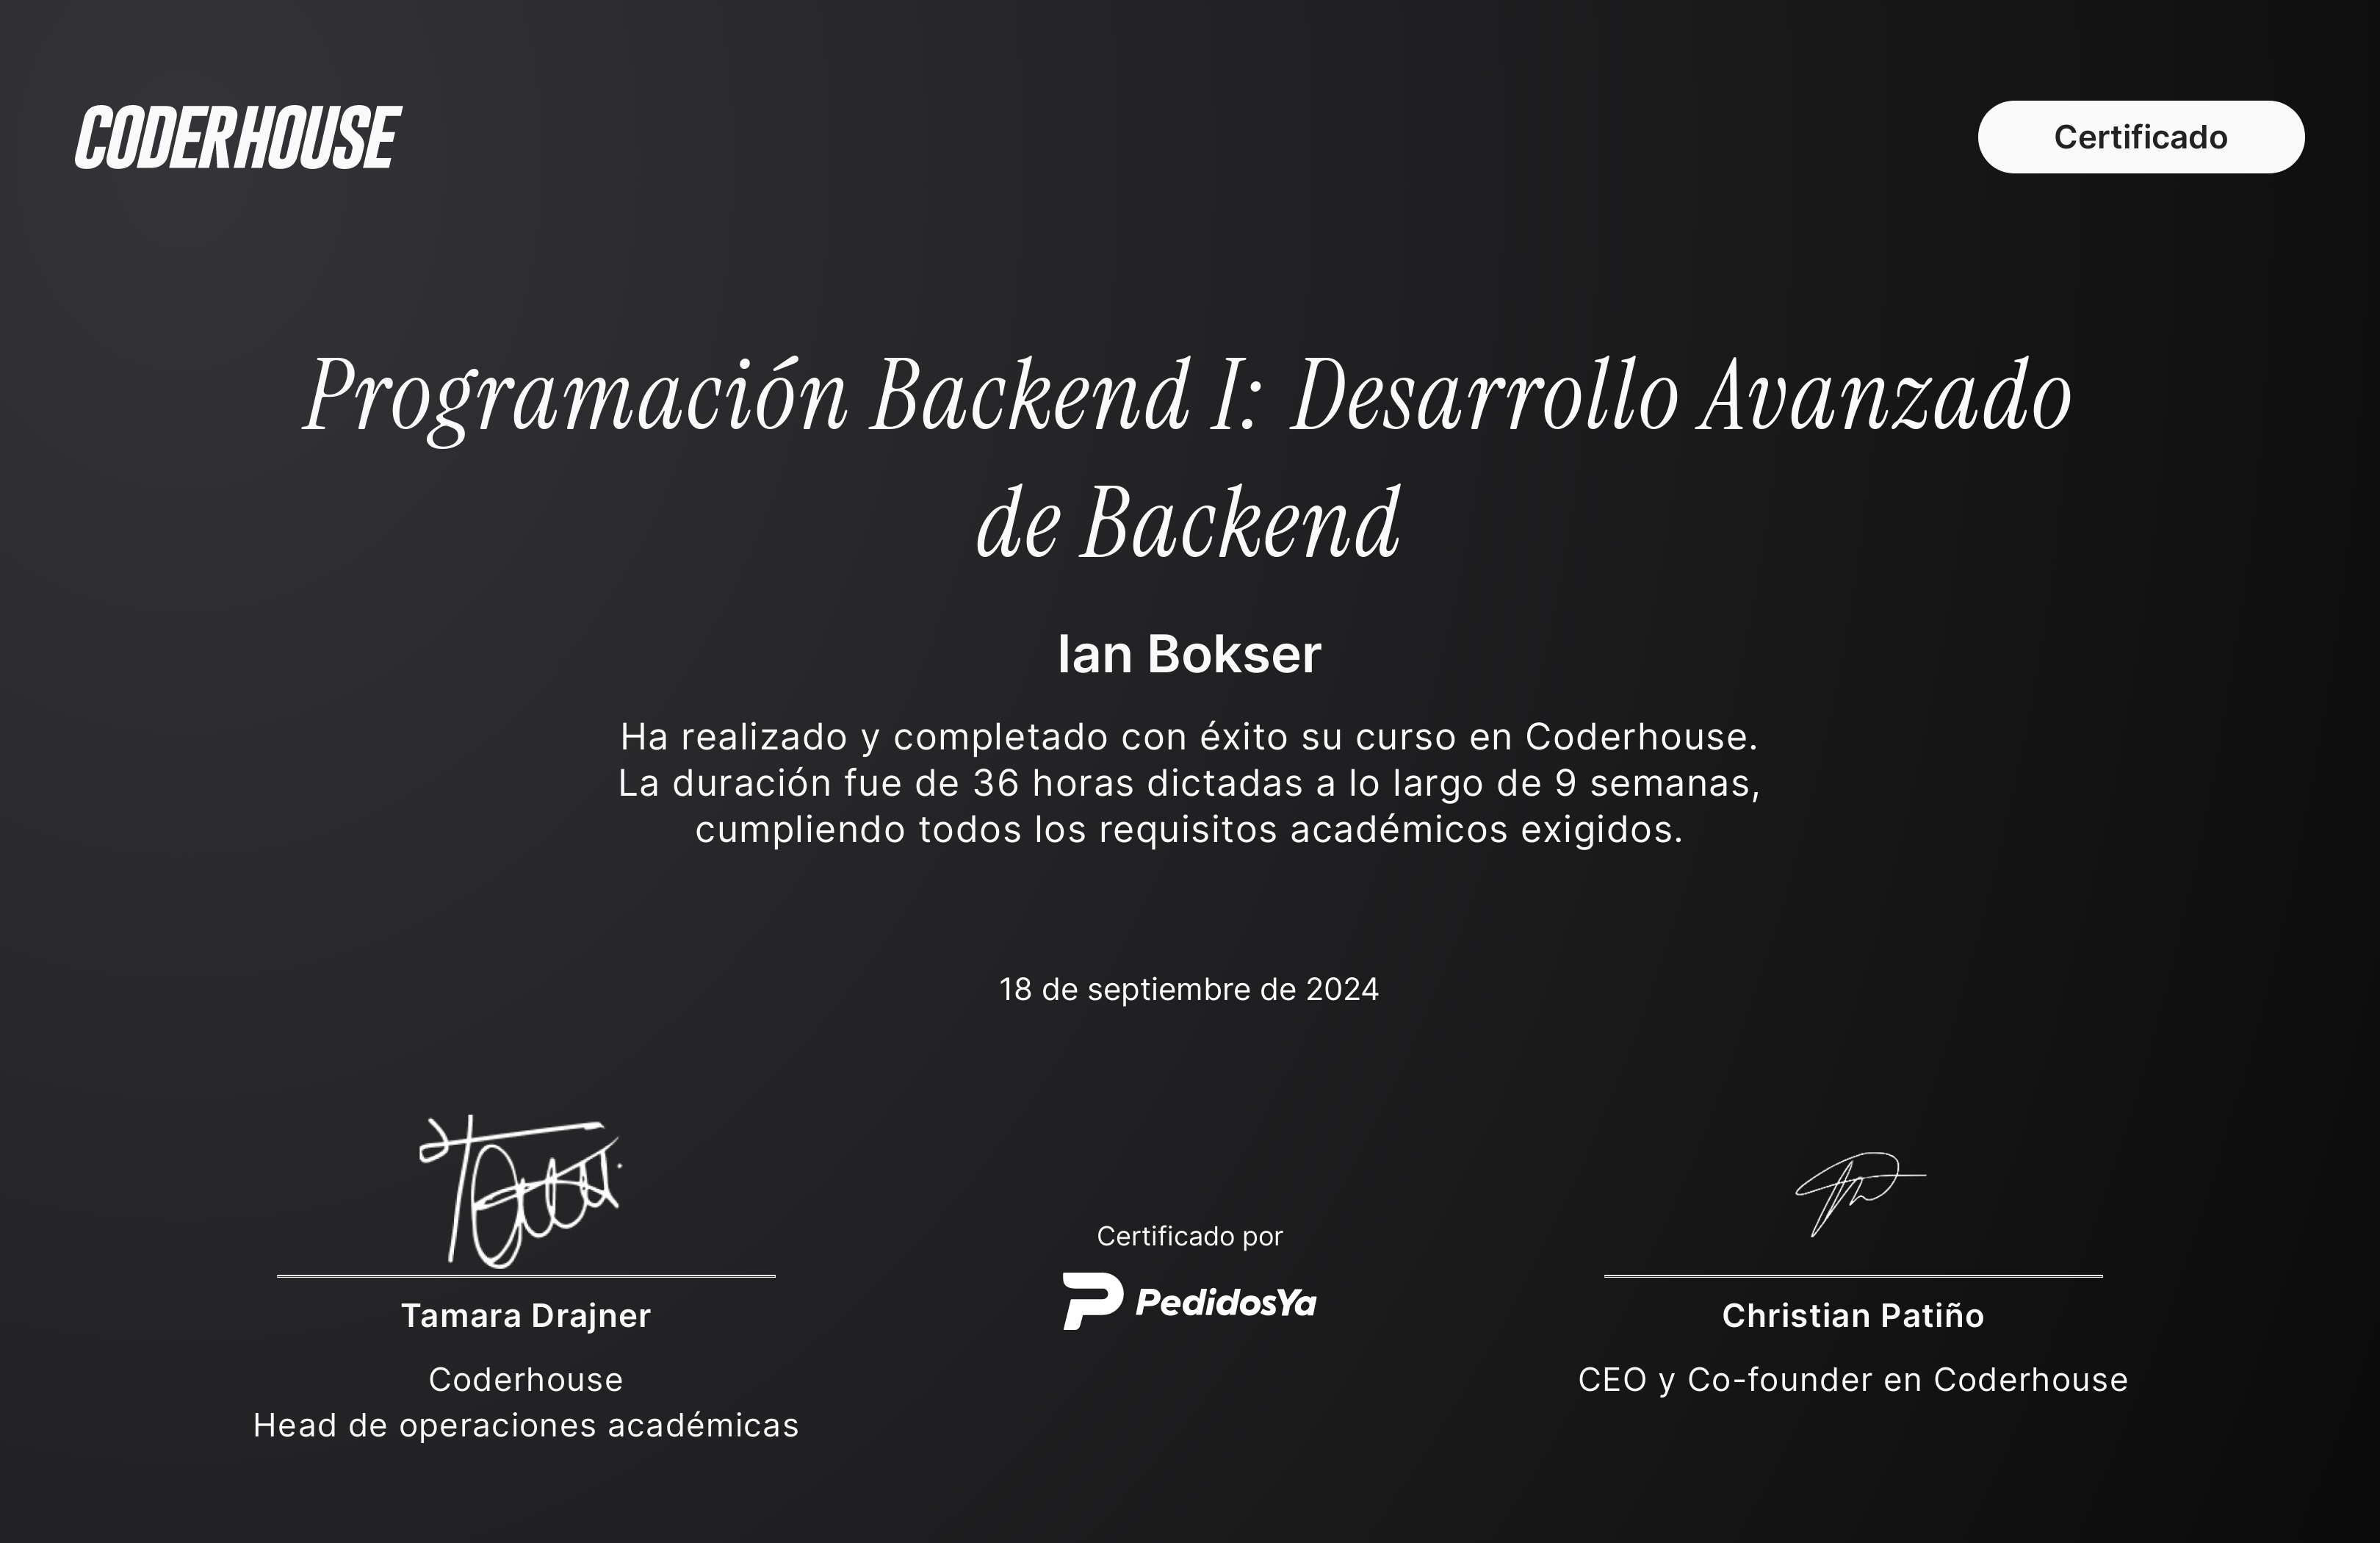 CODERHOUSE
Certificado
Programación Backend I: Desarrollo Avanzado
de Backend
Ian Bokser
Ha realizado y completado con éxito su curso en Coderhouse.
La duración fue de 36 horas dictadas a lo largo de 9 semanas,
cumpliendo todos los requisitos académicos exigidos.
18 de septiembre de 2024
Tamara Drajner
Coderhouse
Head de operaciones académicas
Certificado por
PedidosYa
Christian Patiño
CEO y Co-founder en Coderhouse